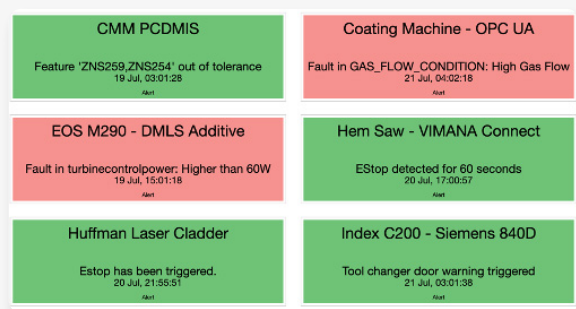 CMM PCDMIS
Feature 'ZNS259,ZNS254' out of tolerance
19 Jul, 03:01:28
Alert
Coating Machine - OPC UA
Fault in GAS_FLOW_CONDITION: High Gas Flow
21 Jul, 04:02:18
Alert
EOS M290 - DMLS Additive
Fault in turbinecontrolpower: Higher than 60W
19 Jul, 15:01:18
Alert
Hem Saw - VIMANA Connect
EStop detected for 60 seconds
20 Jul, 17:00:57
Alert
Huffman Laser Cladder
Estop has been triggered.
20 Jul, 21:55:51
Alert
Index C200 - Siemens 840D
Tool changer door warning triggered
21 Jul, 03:01:38
Alert